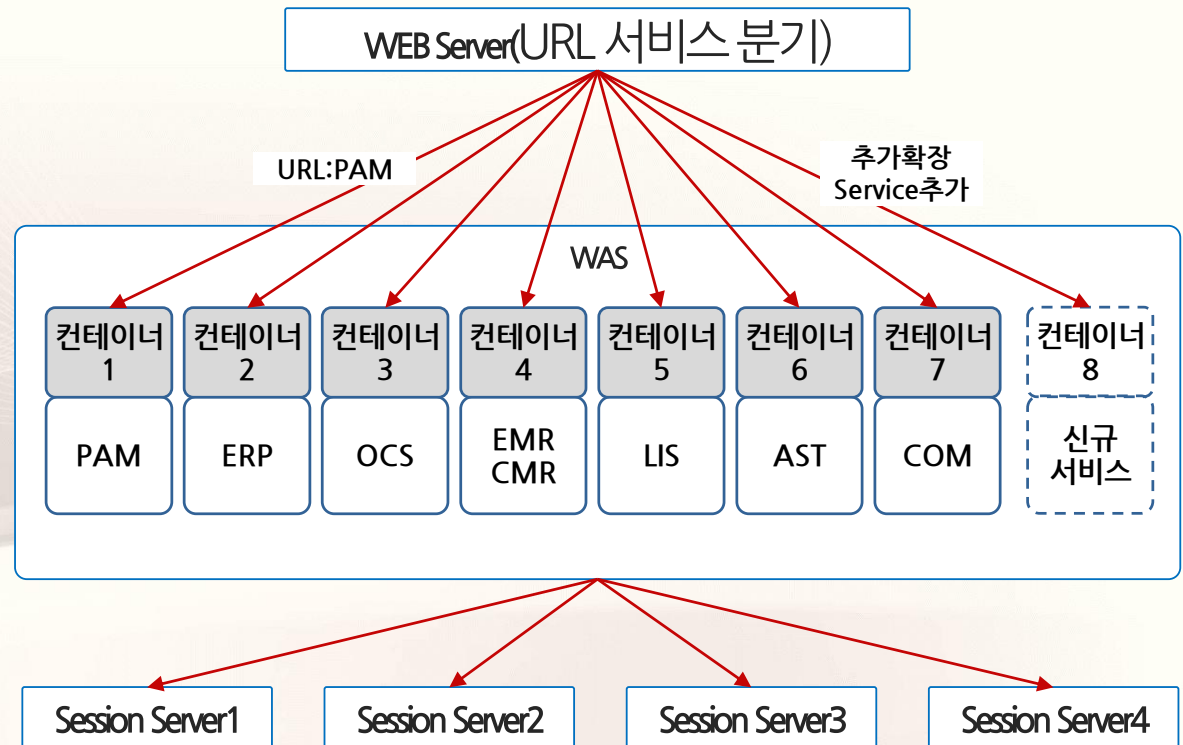 WEB Server(URL 서비스 분기)
URL:PAM
추가확장
Service추가
WAS
컨테이너
1
컨테이너
2
컨테이너
3
컨테이너
4
컨테이너
5
컨테이너
6
컨테이너
7
컨테이너
8
PAM
ERP
OCS
EMR
CMR
LIS
AST
COM
신규
서비스
Session Server1
Session Server2
Session Server3
Session Server4